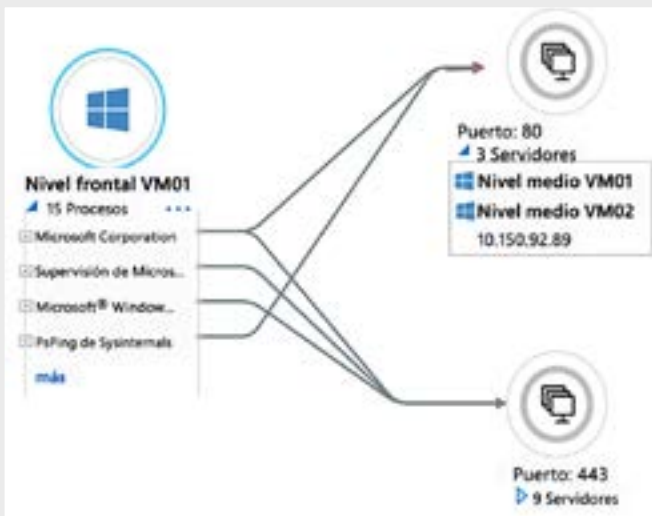 Nivel frontal VM01
15 Procesos
Microsoft Corporation
Supervisión de Micros...
Microsoft® Window...
PsPing de Sysinternals
más
Puerto: 80
3 Servidores
Nivel medio VM01
Nivel medio VM02
10.150.92.89
Puerto: 443
9 Servidores